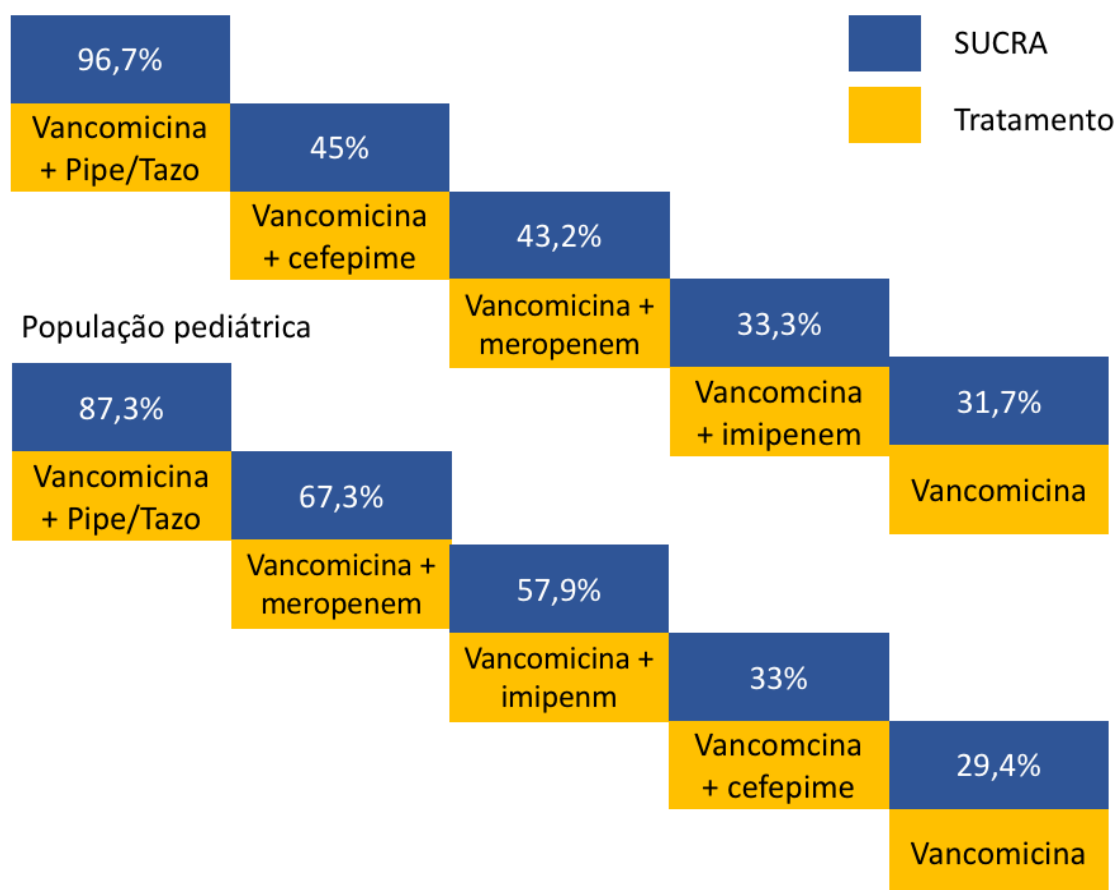 96,7%
SUCRA
Tratamento
Vancomicina
+ Pipe/Tazo
45%
Vancomicina
+ cefepime
43,2%
Vancomicina +
meropenem
33,3%
Vancomcina
+ imipenem
31,7%
Vancomicina
População pediátrica
87,3%
Vancomicina
+ Pipe/Tazo
67,3%
Vancomicina +
meropenem
57,9%
Vancomicina +
imipenm
33%
Vancomcina
+ cefepime
29,4%
Vancomicina